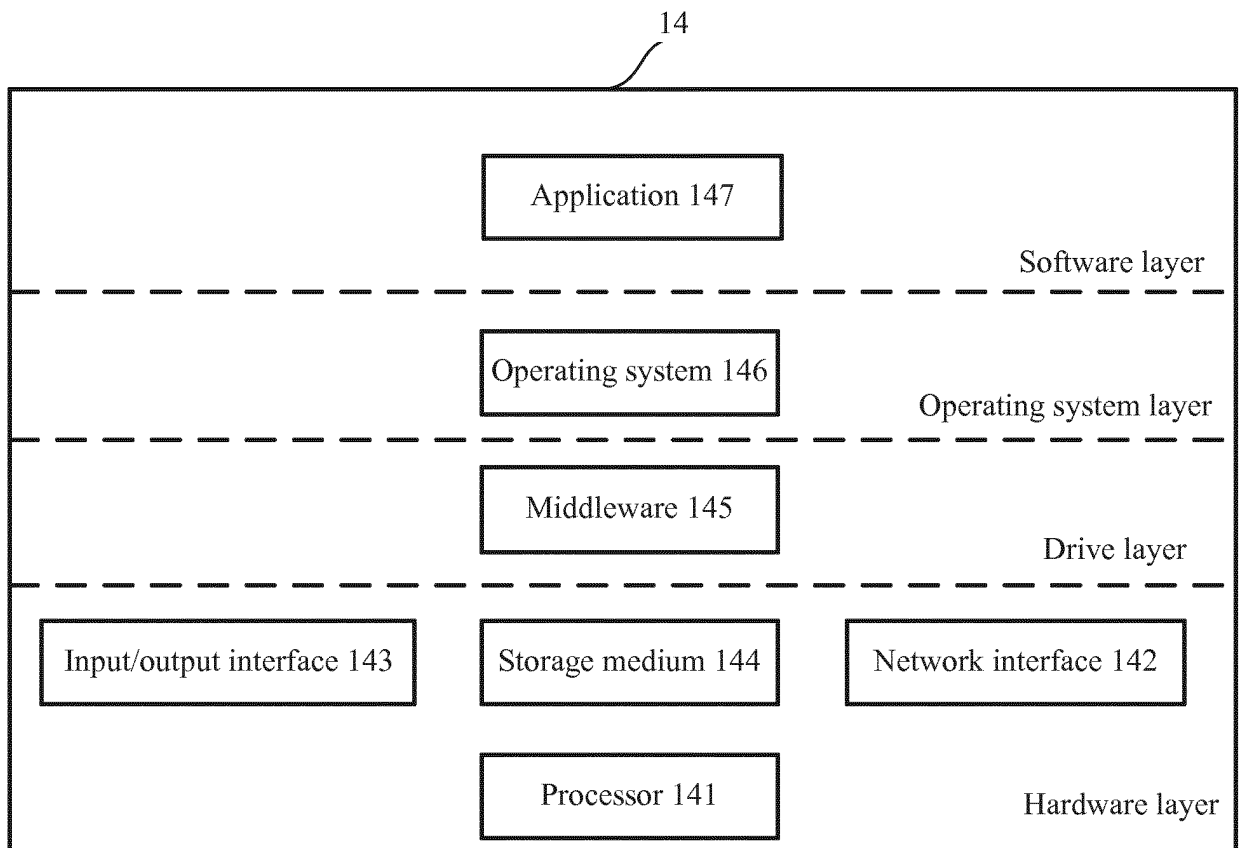 14
Application 147
Software layer
Operating system 146
Operating system layer
Middleware 145
Drive layer
Input/output interface 143
Storage medium 144
Network interface 142
Processor 141
Hardware layer